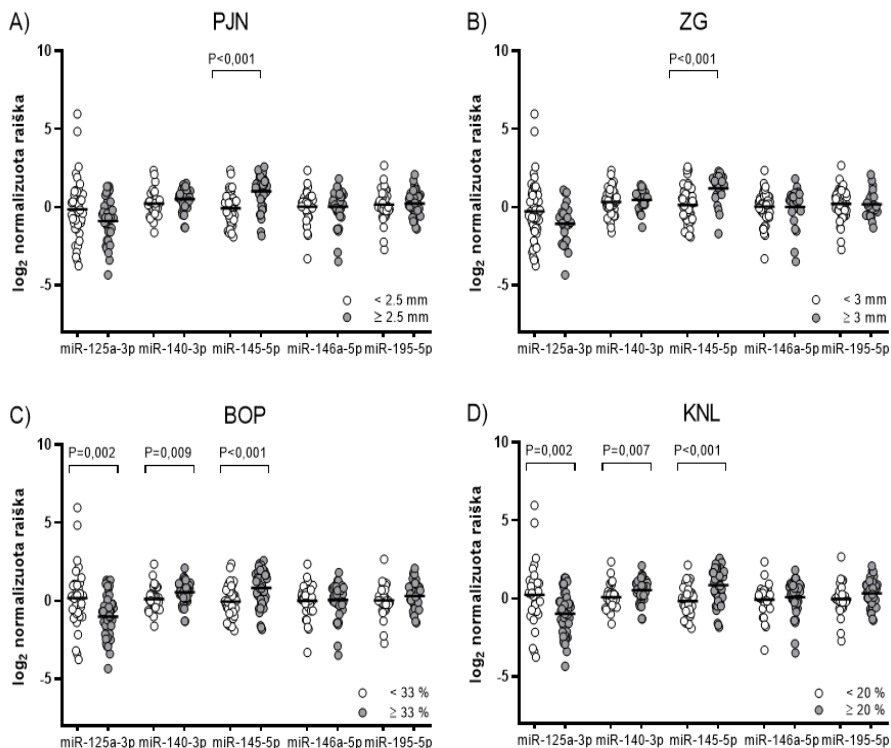 A) PJN
P<0,001
10
5
0
-5
log2 normalizuota raiška
< 2.5 mm
≥ 2.5 mm
miR-125a-3p miR-140-3p miR-145-5p miR-146a-5p miR-195-5p
B) ZG
P<0,001
10
5
0
-5
log2 normalizuota raiška
< 3 mm
≥ 3 mm
miR-125a-3p miR-140-3p miR-145-5p miR-146a-5p miR-195-5p
C) BOP
P=0,002 P=0,009 P<0,001
10
5
0
-5
log2 normalizuota raiška
< 33 %
≥ 33 %
miR-125a-3p miR-140-3p miR-145-5p miR-146a-5p miR-195-5p
D) KNL
P=0,002 P=0,007 P<0,001
10
5
0
-5
log2 normalizuota raiška
< 20 %
≥ 20 %
miR-125a-3p miR-140-3p miR-145-5p miR-146a-5p miR-195-5p